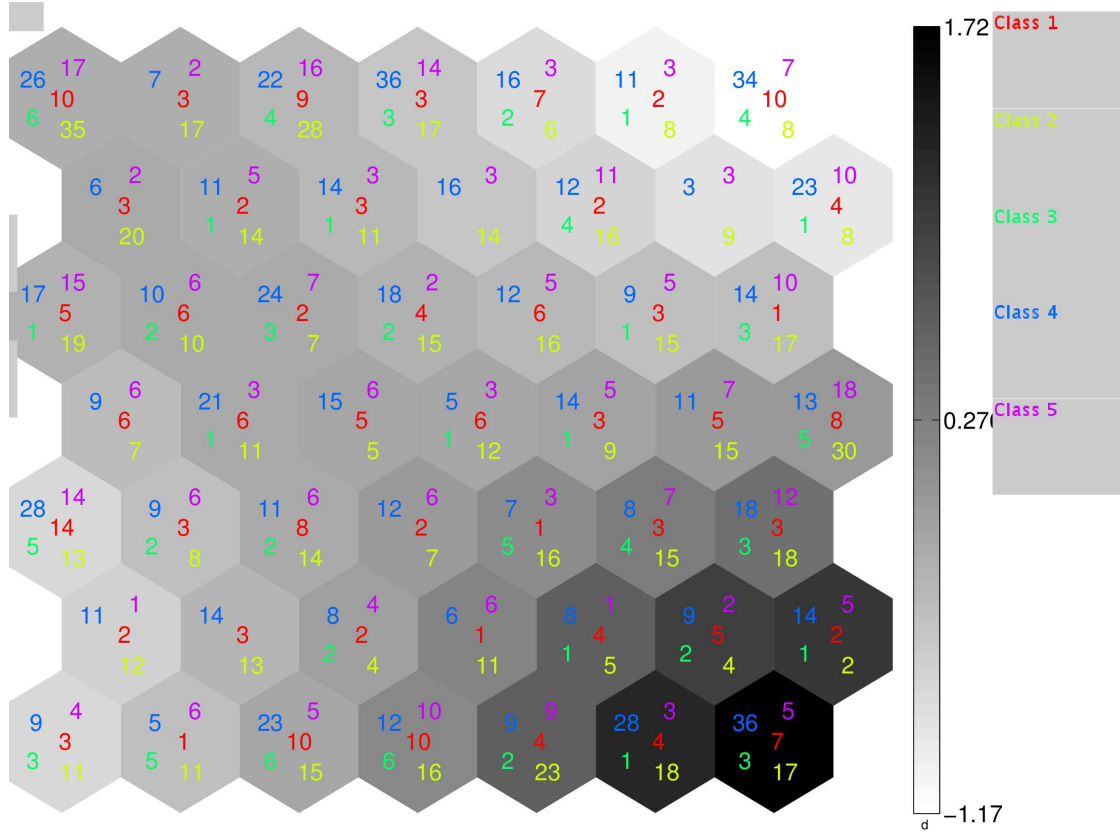 1.72
Class 1
17 2 16 14 3 3 7
26 7 22 36 16 11 34
10 3 9 3 7 2 10
6 4 3 2 1 4
35 17 28 17 6 8 8
Class 2
2 5 3 3 11 3 10
6 11 14 16 12 3 23
3 2 3 2 4
1 1 4 1
20 14 11 14 16 9 8
Class 3
15 6 7 2 5 5 10
17 10 24 18 12 9 14
5 6 2 4 6 3 1
1 2 3 2 1 3
19 10 7 15 16 15 17
Class 4
6 3 6 3 5 7 18
9 21 15 5 14 11 13
6 6 5 6 3 5 8
1 1 1 5
7 11 5 12 9 15 30
0.276
Class 5
14 6 6 6 3 7 12
28 9 11 12 7 8 18
14 3 8 2 1 3 3
5 2 2 5 4 3
13 8 14 7 16 15 18
1 4 6 1 2 5
11 14 8 6 8 9 14
2 3 2 1 4 5 2
2 1 2 1
12 13 4 11 5 4 2
4 6 5 10 9 3 5
9 5 23 12 9 28 36
3 1 10 10 4 4 7
3 5 6 6 2 1 3
11 11 15 16 23 18 17
-1.17
d